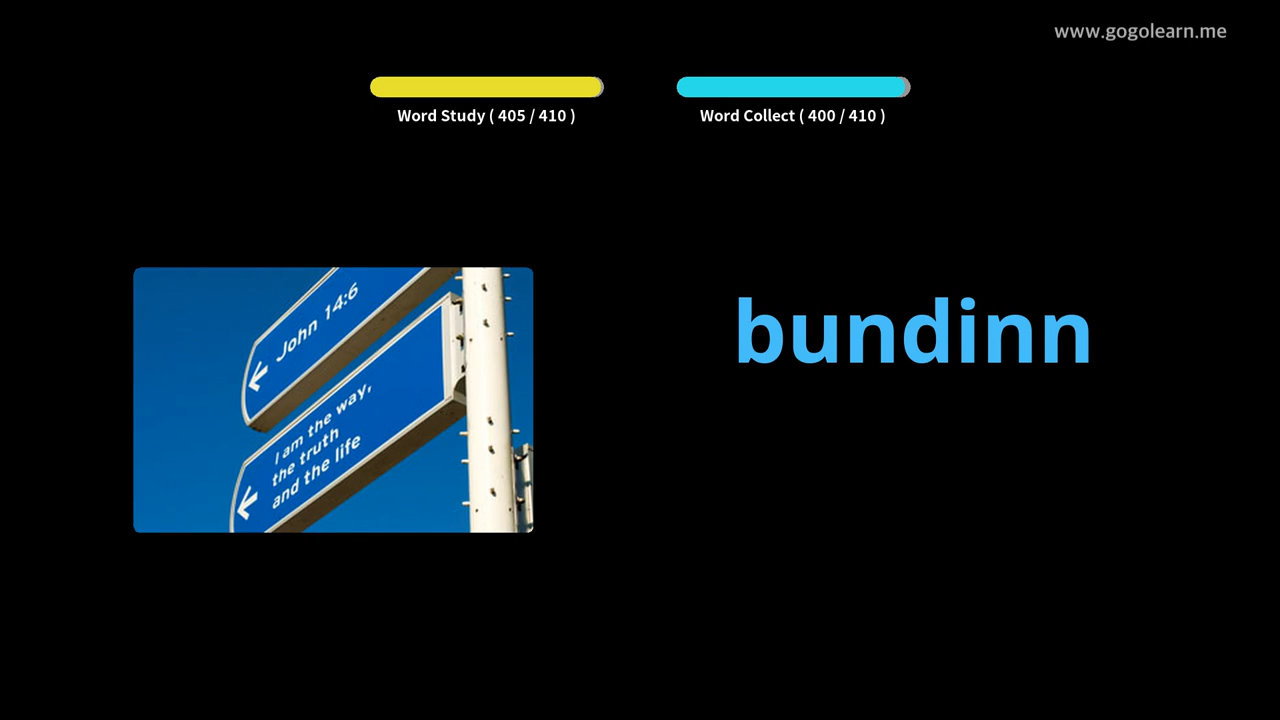 www.gogolearn.me
Word Study ( 405 / 410 )
Word Collect ( 400 / 410 )
John 14:6
I am the way,
the truth
and the life
bundinn